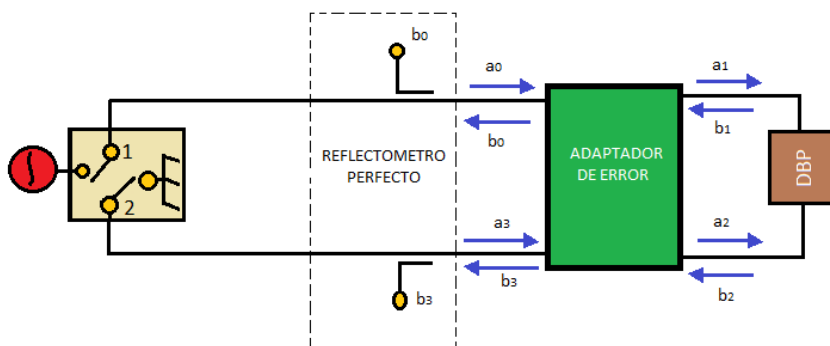 b0
a0
a1
1
b0
b1
REFLECTOMETRO
PERFECTO
ADAPTADOR
DE ERROR
DBP
2
a3
a2
b3
b3
b2